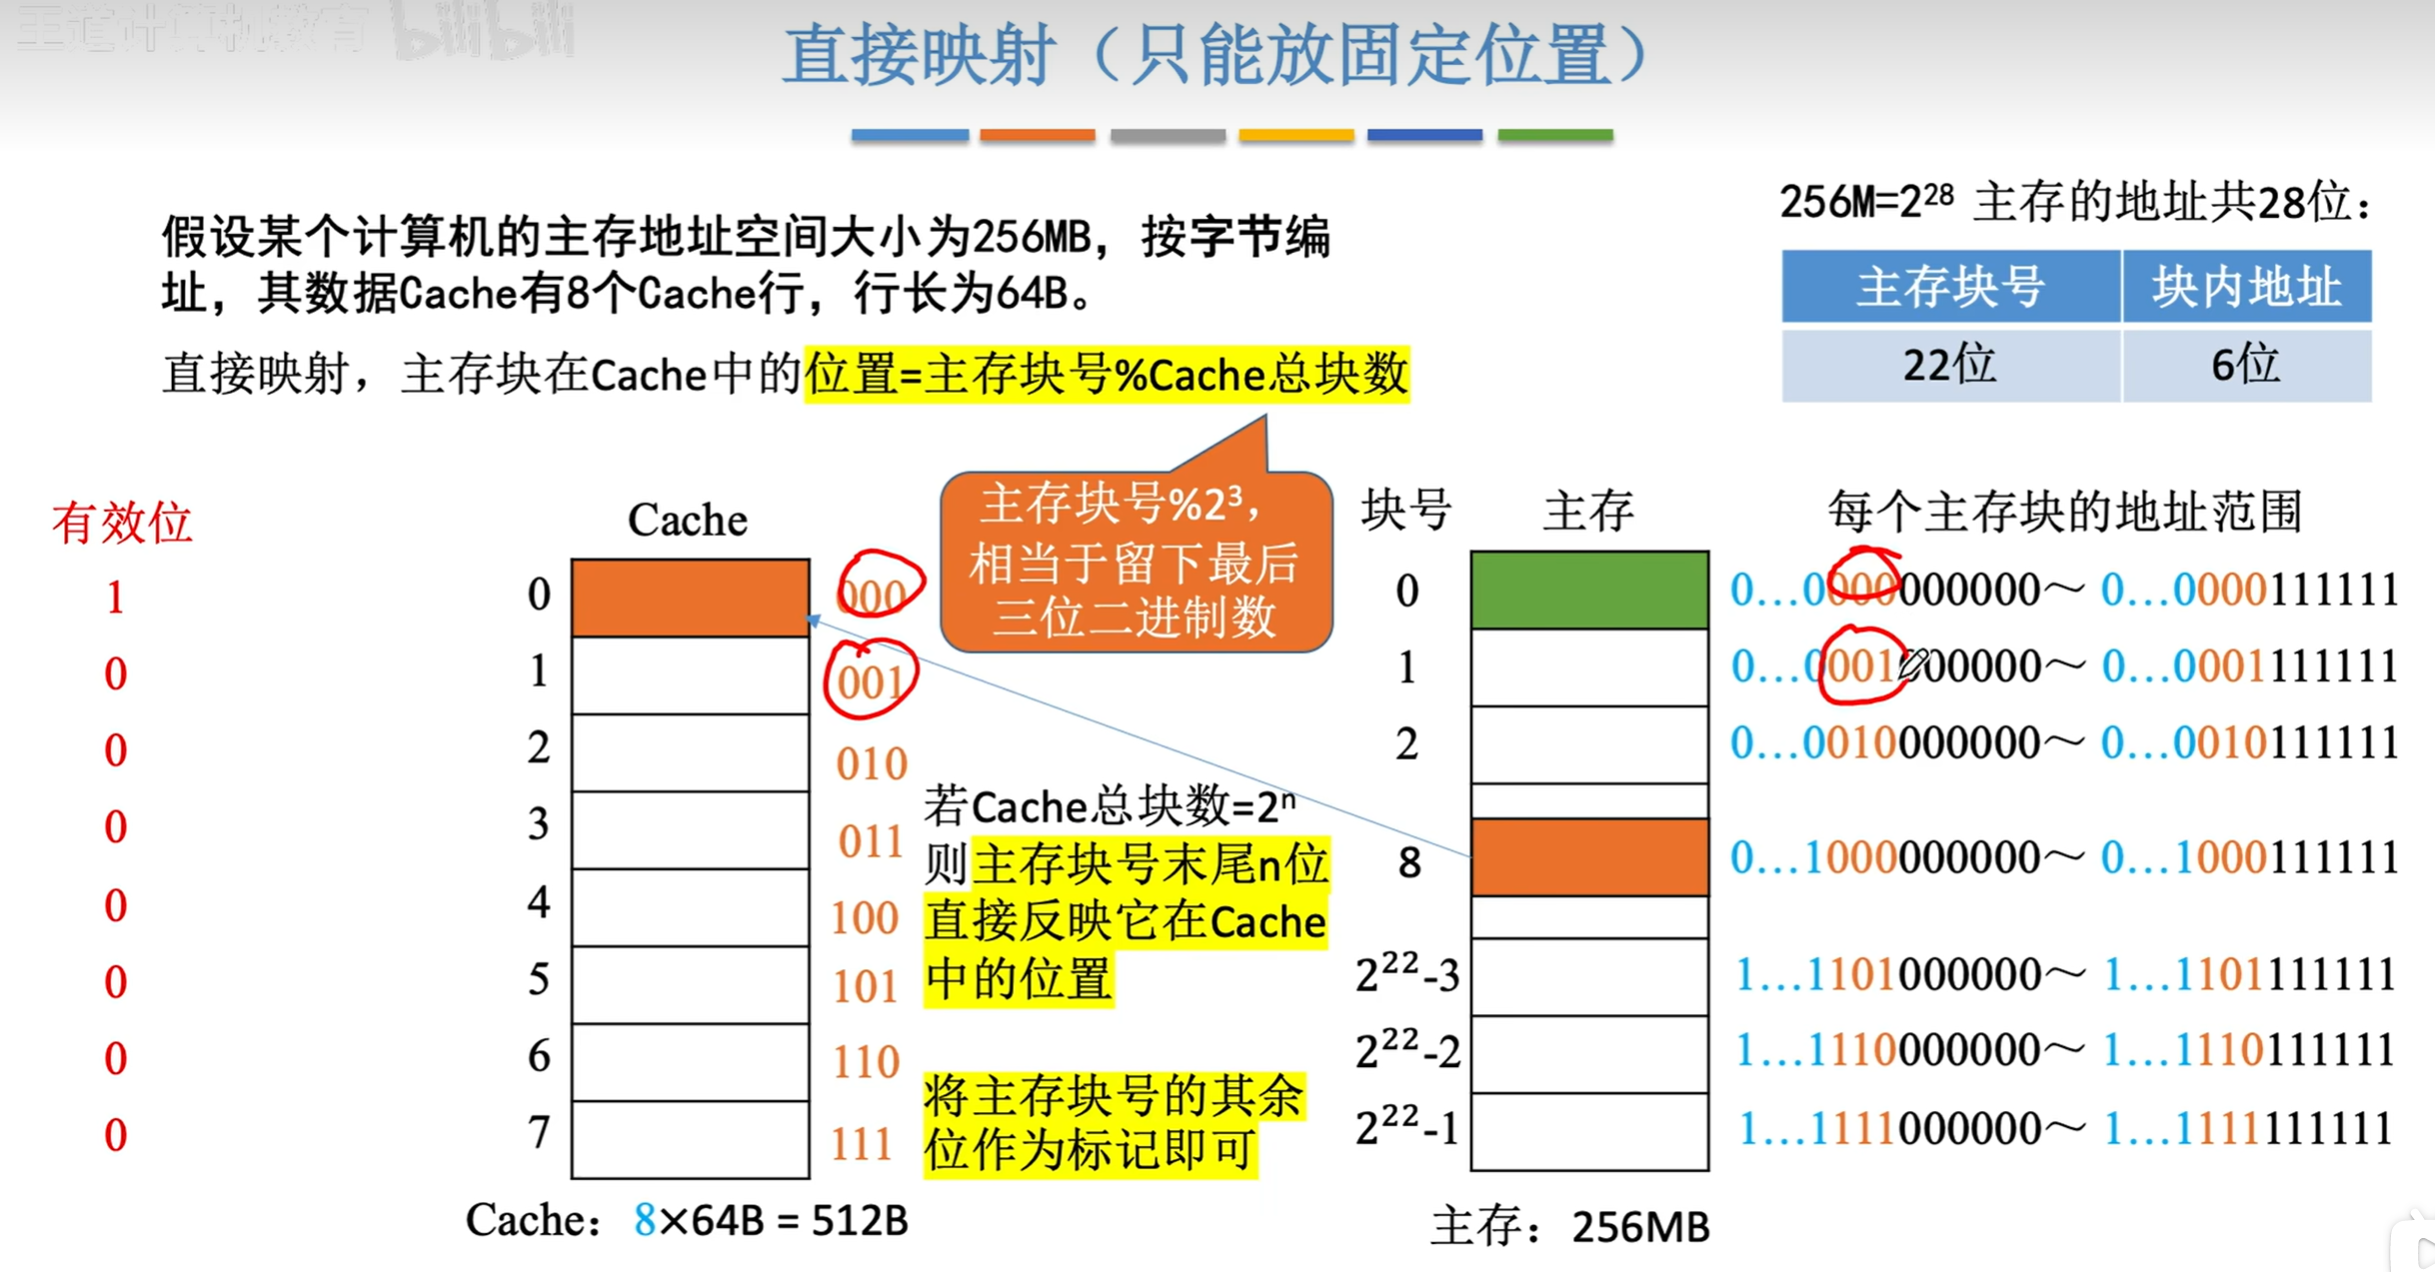 王道计算机教育 bilibili
直接映射（只能放固定位置）
256M=2²⁸ 主存的地址共28位：
主存块号 块内地址
22位 6位
假设某个计算机的主存地址空间大小为256MB，按字节编
址，其数据Cache有8个Cache行，行长为64B。
直接映射，主存块在Cache中的位置=主存块号%Cache总块数
主存块号%2³，
相当于留下最后
三位二进制数
有效位
1
0
0
0
0
0
0
0
Cache
0 000
1 001
2 010
3 011
4 100
5 101
6 110
7 111
Cache：8×64B = 512B
若Cache总块数=2ⁿ
则主存块号末尾n位
直接反映它在Cache
中的位置
将主存块号的其余
位作为标记即可
块号 主存 每个主存块的地址范围
0 0…0000000000～ 0…0000111111
1 0…0001000000～ 0…0001111111
2 0…0010000000～ 0…0010111111
8 0…1000000000～ 0…1000111111
2²²-3 1…1101000000～ 1…1101111111
2²²-2 1…1110000000～ 1…1110111111
2²²-1 1…1111000000～ 1…1111111111
主存：256MB